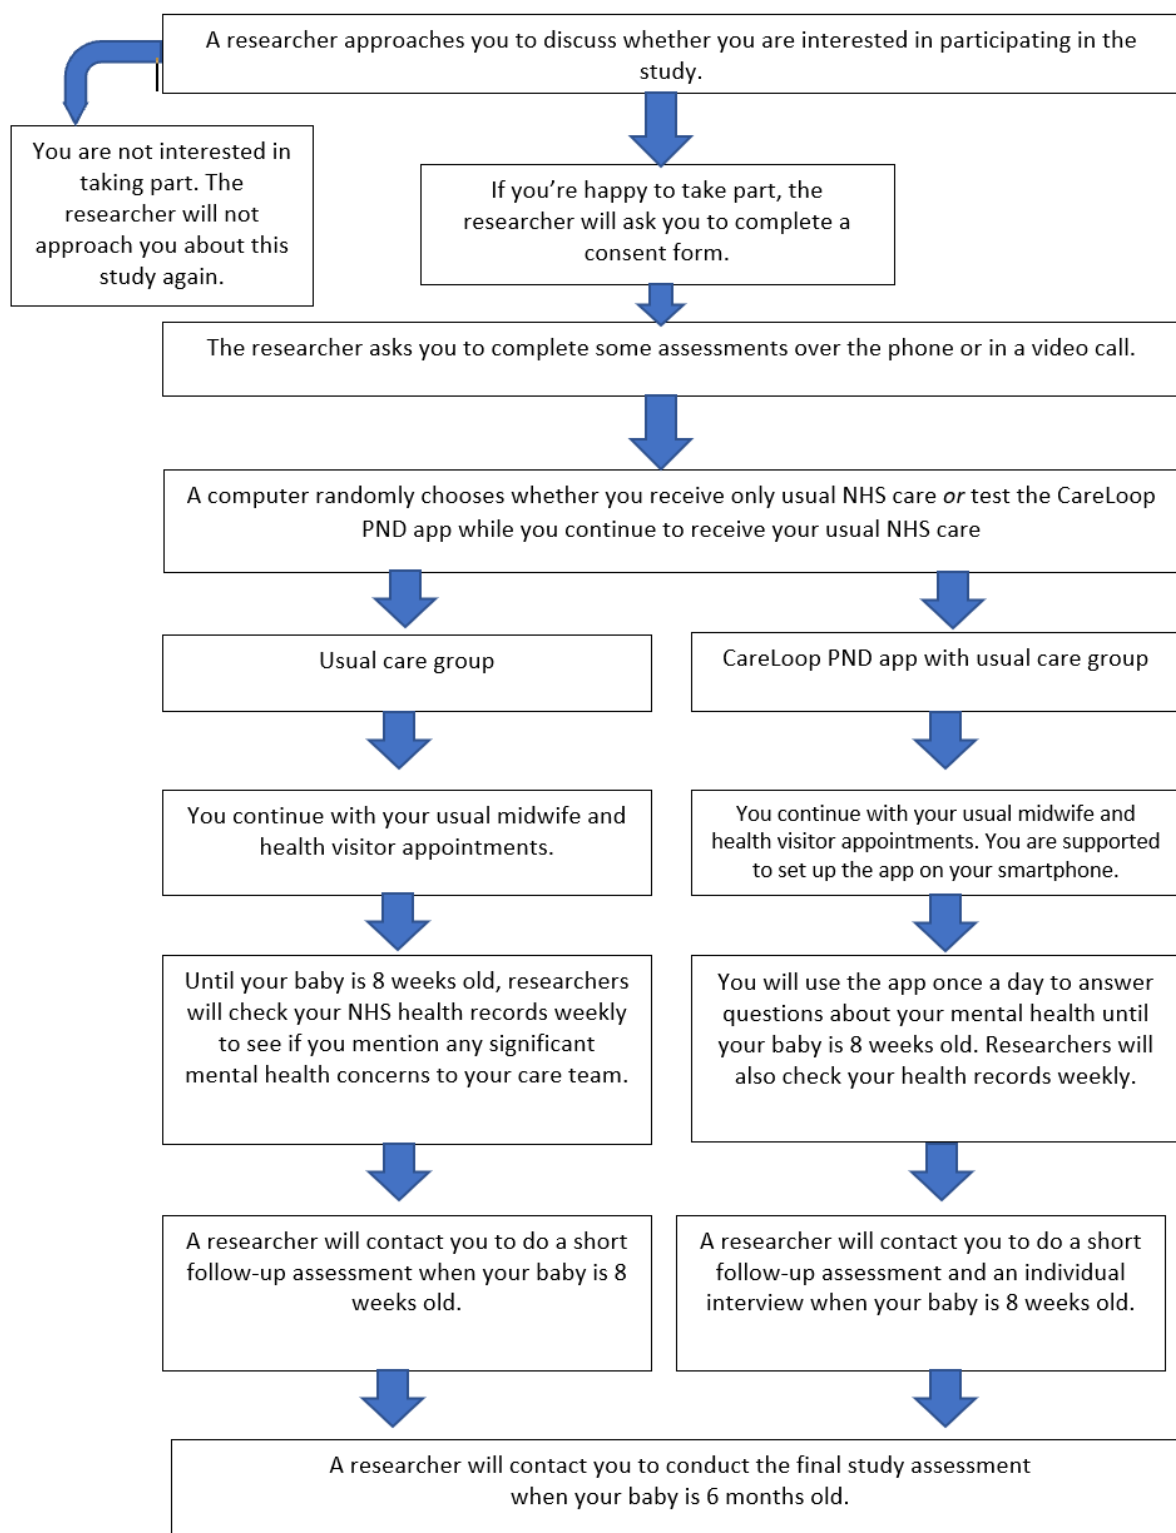 A researcher approaches you to discuss whether you are interested in participating in the
study.
You are not interested in
taking part. The
researcher will not
approach you about this
study again.
If you’re happy to take part, the
researcher will ask you to complete a
consent form.
The researcher asks you to complete some assessments over the phone or in a video call.
A computer randomly chooses whether you receive only usual NHS care or test the CareLoop
PND app while you continue to receive your usual NHS care
Usual care group
CareLoop PND app with usual care group
You continue with your usual midwife and
health visitor appointments.
You continue with your usual midwife and
health visitor appointments. You are supported
to set up the app on your smartphone.
Until your baby is 8 weeks old, researchers
will check your NHS health records weekly
to see if you mention any significant
mental health concerns to your care team.
You will use the app once a day to answer
questions about your mental health until
your baby is 8 weeks old. Researchers will
also check your health records weekly.
A researcher will contact you to do a short
follow-up assessment when your baby is 8
weeks old.
A researcher will contact you to do a short
follow-up assessment and an individual
interview when your baby is 8 weeks old.
A researcher will contact you to conduct the final study assessment
when your baby is 6 months old.